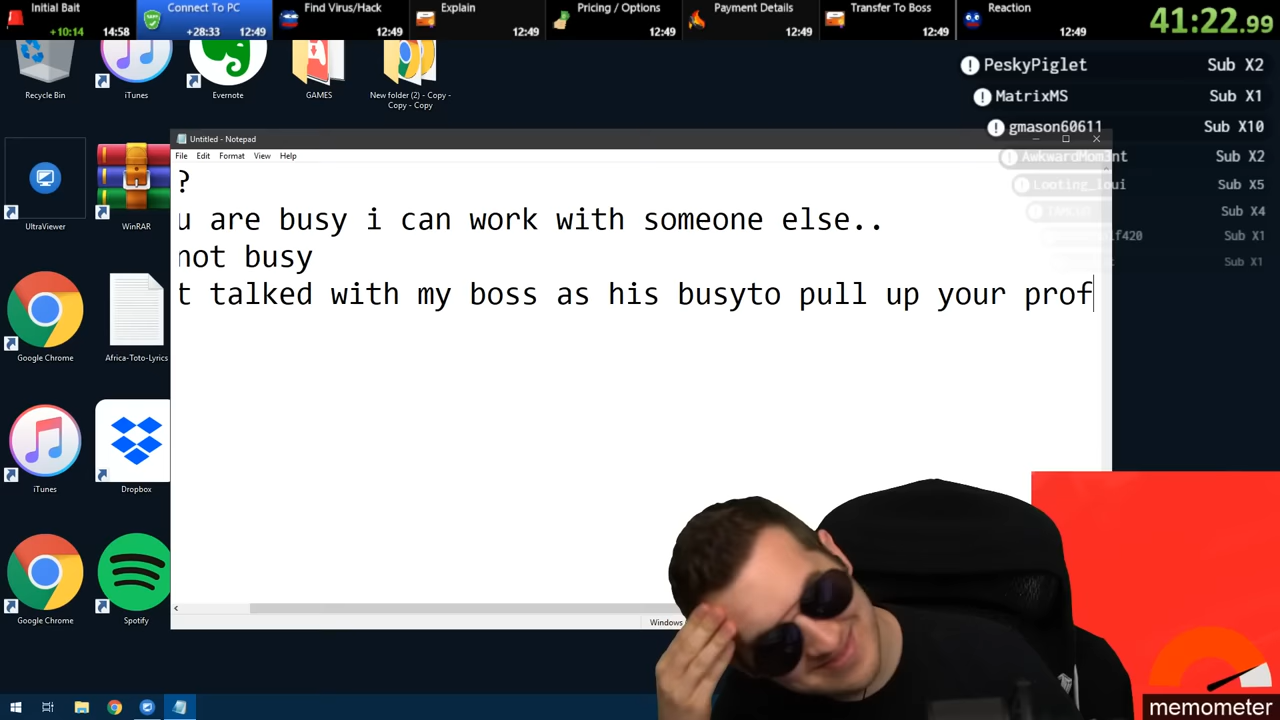 Initial Bait
+10:14
14:58
Connect To PC
+28:33
12:49
Find Virus/Hack
12:49
Explain
12:49
Pricing / Options
12:49
Payment Details
12:49
Transfer To Boss
12:49
Reaction
12:49
41:22.99
PeskyPiglet Sub X2
MatrixMS Sub X1
gmason60611 Sub X10
AwkwardMom3nt Sub X2
Looting_loui Sub X5
Sub X4
Sub X1
Sub X1
Recycle Bin
iTunes
Evernote
GAMES
New folder (2) - Copy -
Copy - Copy
UltraViewer
WinRAR
Google Chrome
Africa-Toto-Lyrics
iTunes
Dropbox
Google Chrome
Spotify
Untitled - Notepad
File Edit Format View Help
?
u are busy i can work with someone else..
not busy
t talked with my boss as his busyto pull up your prof
Windows
memometer